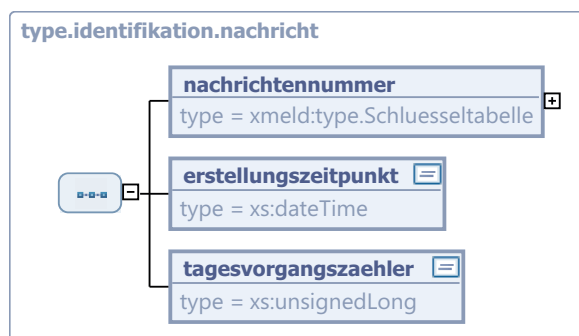 type.identifikation.nachricht
nachrichtennummer
type = xmeld:type.Schluesseltabelle
erstellungszeitpunkt
type = xs:dateTime
tagesvorgangszaehler
type = xs:unsignedLong